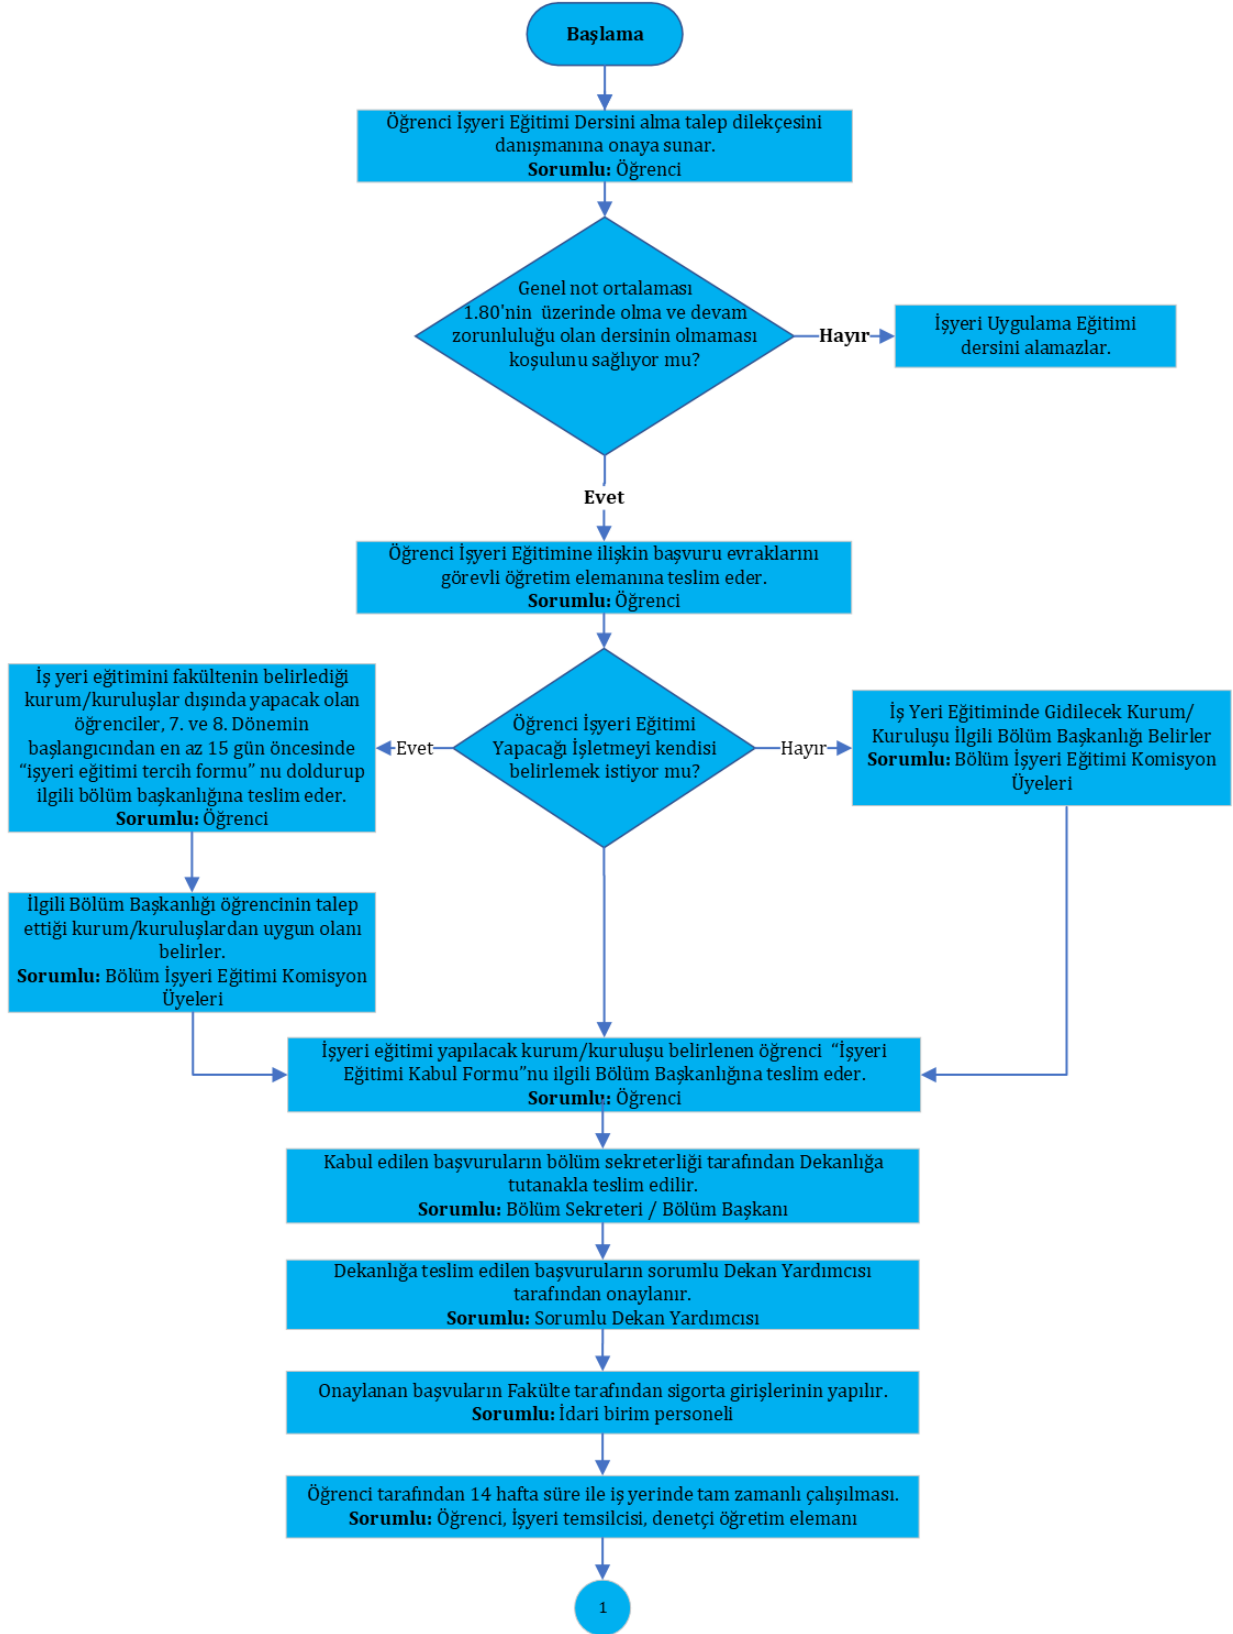 Başlama
Öğrenci İşyeri Eğitimi Dersini alma talep dilekçesini
danışmanına onaya sunar.
Sorumlu: Öğrenci
Genel not ortalaması
1.80'nin üzerinde olma ve devam
zorunluluğu olan dersinin olmaması
koşulunu sağlıyor mu?
Hayır
İşyeri Uygulama Eğitimi
dersini alamazlar.
Evet
Öğrenci İşyeri Eğitimine ilişkin başvuru evraklarını
görevli öğretim elemanına teslim eder.
Sorumlu: Öğrenci
İş yeri eğitimini fakültenin belirlediği
kurum/kuruluşlar dışında yapacak olan
öğrenciler, 7. ve 8. Dönemin
başlangıcından en az 15 gün öncesinde
“işyeri eğitimi tercih formu” nu doldurup
ilgili bölüm başkanlığına teslim eder.
Sorumlu: Öğrenci
Evet
Öğrenci İşyeri Eğitimi
Yapacağı İşletmeyi kendisi
belirlemek istiyor mu?
Hayır
İş Yeri Eğitiminde Gidilecek Kurum/
Kuruluşu İlgili Bölüm Başkanlığı Belirler
Sorumlu: Bölüm İşyeri Eğitimi Komisyon
Üyeleri
İlgili Bölüm Başkanlığı öğrencinin talep
ettiği kurum/kuruluşlardan uygun olanı
belirler.
Sorumlu: Bölüm İşyeri Eğitimi Komisyon
Üyeleri
İşyeri eğitimi yapılacak kurum/kuruluşu belirlenen öğrenci “İşyeri
Eğitimi Kabul Formu”nu ilgili Bölüm Başkanlığına teslim eder.
Sorumlu: Öğrenci
Kabul edilen başvuruların bölüm sekreterliği tarafından Dekanlığa
tutanakla teslim edilir.
Sorumlu: Bölüm Sekreteri / Bölüm Başkanı
Dekanlığa teslim edilen başvuruların sorumlu Dekan Yardımcısı
tarafından onaylanır.
Sorumlu: Sorumlu Dekan Yardımcısı
Onaylanan başvuların Fakülte tarafından sigorta girişlerinin yapılır.
Sorumlu: İdari birim personeli
Öğrenci tarafından 14 hafta süre ile iş yerinde tam zamanlı çalışılması.
Sorumlu: Öğrenci, İşyeri temsilcisi, denetçi öğretim elemanı
1